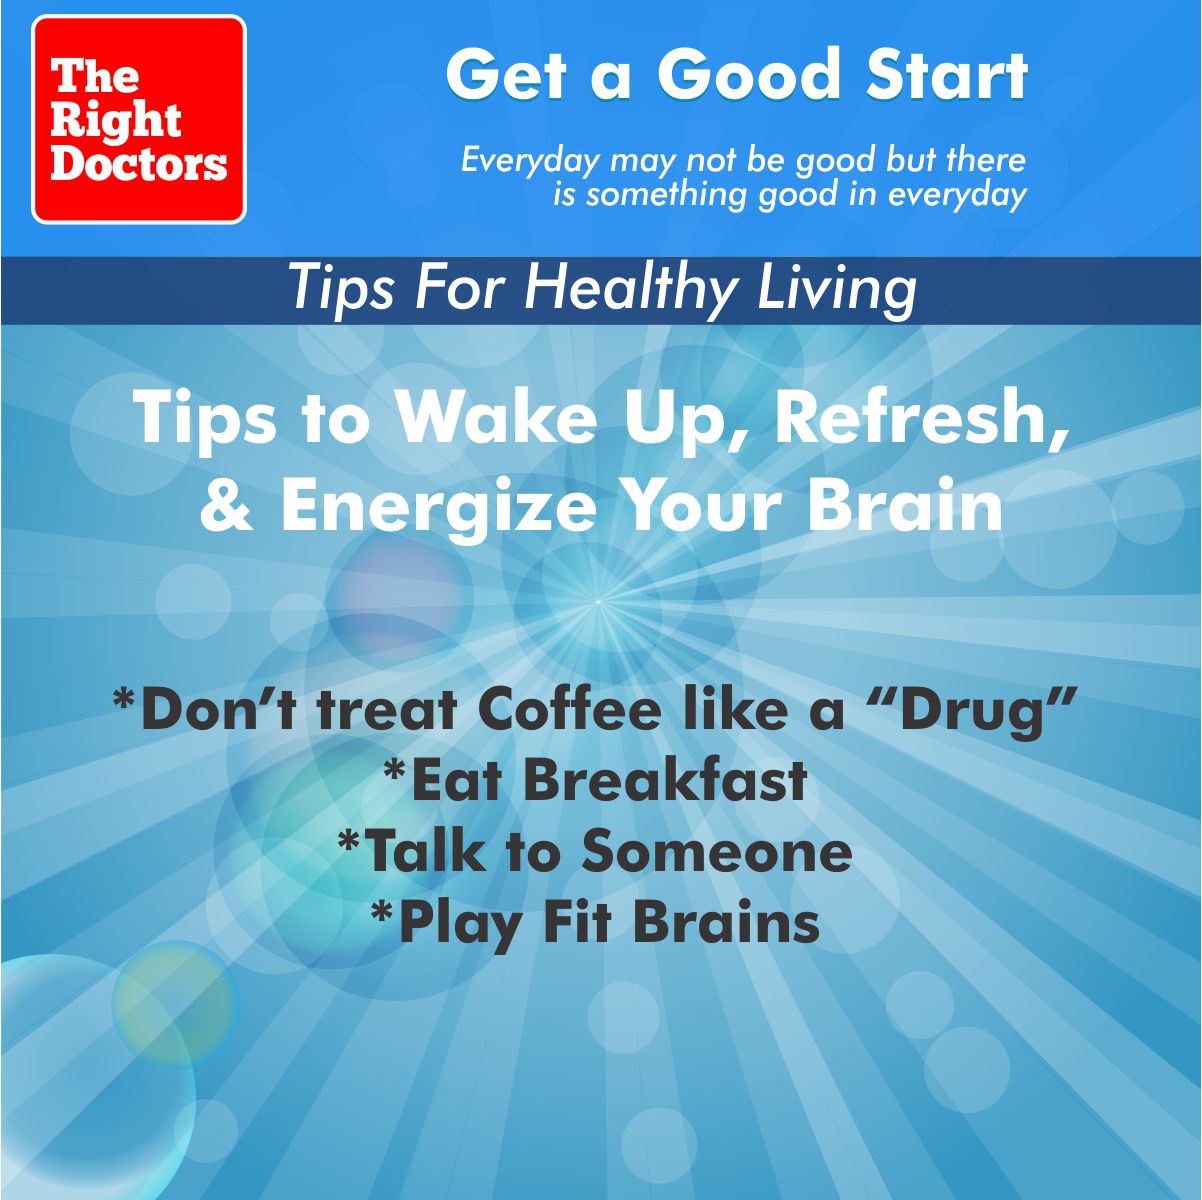 The
Right
Doctors
Get a Good Start
Everyday may not be good but there
is something good in everyday
Tips For Healthy Living
Tips to Wake Up, Refresh,
& Energize Your Brain
*Don’t treat Coffee like a “Drug”
*Eat Breakfast
*Talk to Someone
*Play Fit Brains